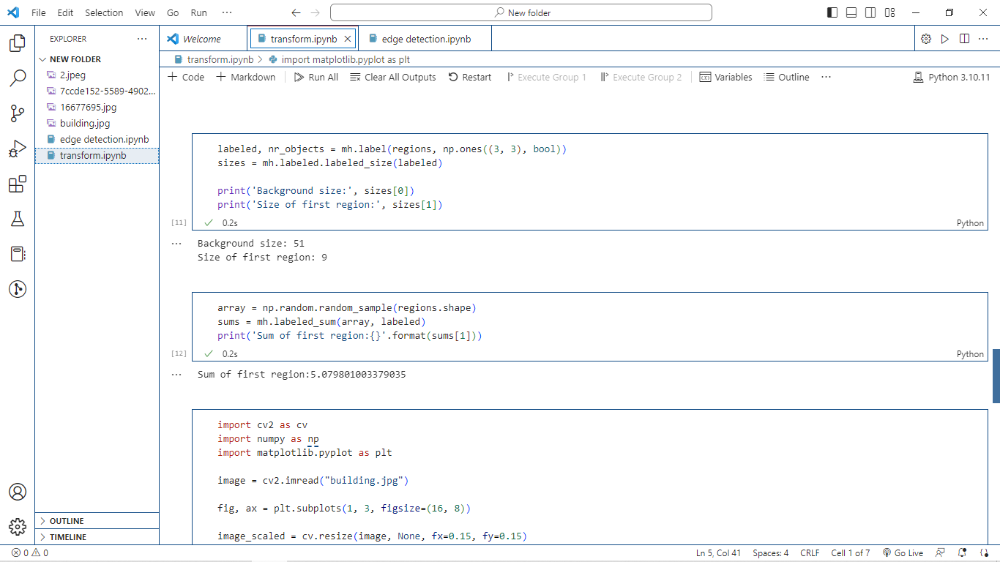 File Edit Selection View Go Run ··· New folder
EXPLORER ···
NEW FOLDER
2.jpeg
7ccde152-5589-4902...
16677695.jpg
building.jpg
edge detection.ipynb
transform.ipynb
OUTLINE
TIMELINE
Welcome transform.ipynb edge detection.ipynb
transform.ipynb > import matplotlib.pyplot as plt
+ Code + Markdown Run All Clear All Outputs Restart Execute Group 1 Execute Group 2 Variables Outline ··· Python 3.10.11
labeled, nr_objects = mh.label(regions, np.ones((3, 3), bool))
sizes = mh.labeled.labeled_size(labeled)
print('Background size:', sizes[0])
print('Size of first region:', sizes[1])
[11] 0.2s Python
Background size: 51
Size of first region: 9
array = np.random.random_sample(regions.shape)
sums = mh.labeled_sum(array, labeled)
print('Sum of first region:{}'.format(sums[1]))
[12] 0.2s Python
Sum of first region:5.079801003379035
import cv2 as cv
import numpy as np
import matplotlib.pyplot as plt
image = cv2.imread("building.jpg")
fig, ax = plt.subplots(1, 3, figsize=(16, 8))
image_scaled = cv.resize(image, None, fx=0.15, fy=0.15)
0 0 Ln 5, Col 41 Spaces: 4 CRLF Cell 1 of 7 Go Live